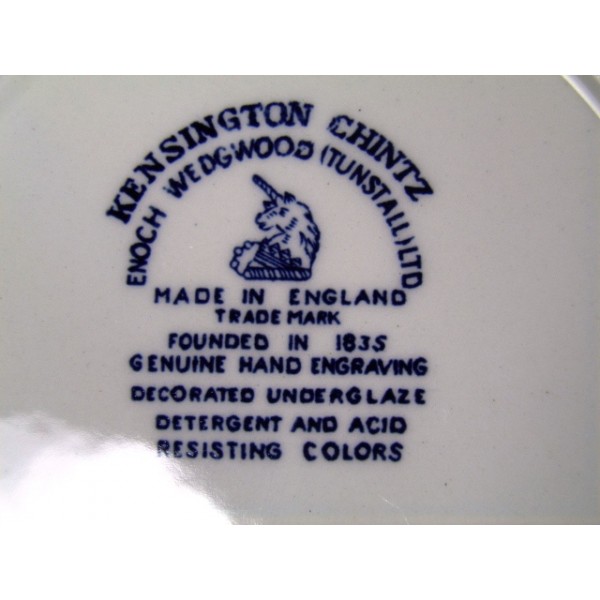 KENSINGTON CHINTZ
ENOCH WEDGWOOD (TUNSTALL) LTD
MADE IN ENGLAND
TRADE MARK
FOUNDED IN 1835
GENUINE HAND ENGRAVING
DECORATED UNDERGLAZE
DETERGENT AND ACID
RESISTING COLORS